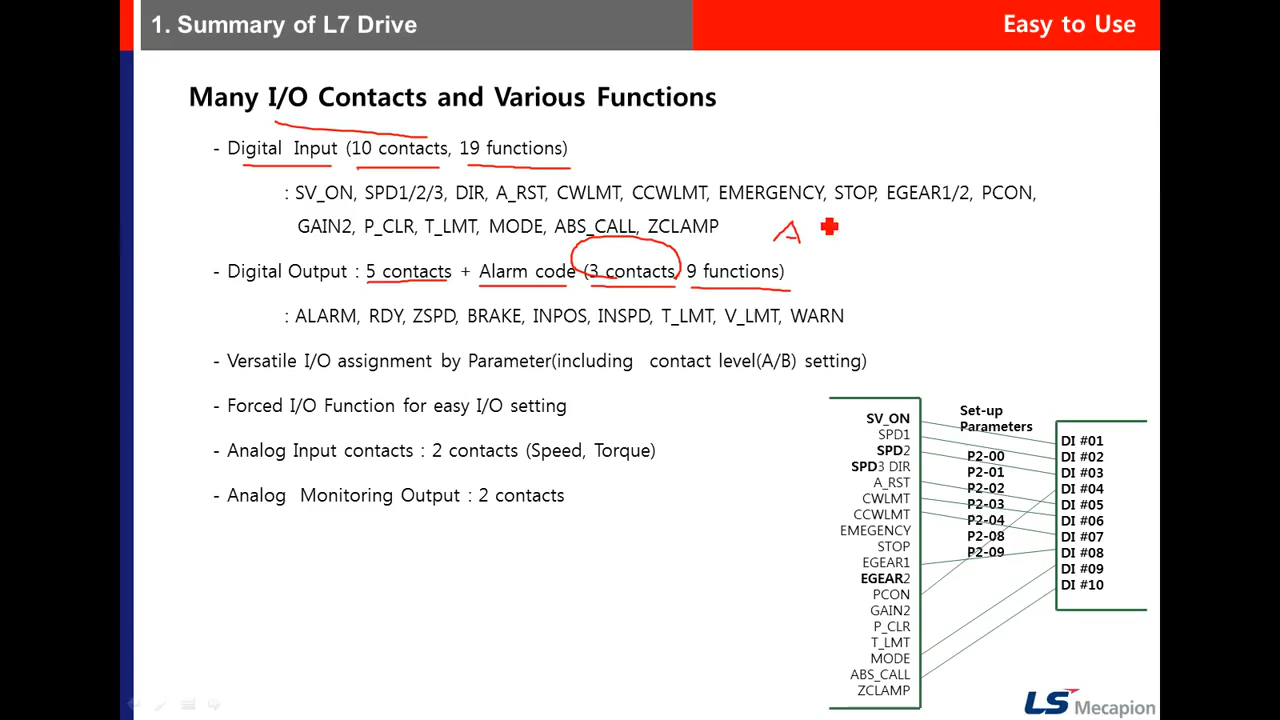 1. Summary of L7 Drive
Easy to Use
Many I/O Contacts and Various Functions
- Digital Input (10 contacts, 19 functions)
: SV_ON, SPD1/2/3, DIR, A_RST, CWLMT, CCWLMT, EMERGENCY, STOP, EGEAR1/2, PCON,
GAIN2, P_CLR, T_LMT, MODE, ABS_CALL, ZCLAMP
A
- Digital Output : 5 contacts + Alarm code (3 contacts, 9 functions)
: ALARM, RDY, ZSPD, BRAKE, INPOS, INSPD, T_LMT, V_LMT, WARN
- Versatile I/O assignment by Parameter(including contact level(A/B) setting)
- Forced I/O Function for easy I/O setting
- Analog Input contacts : 2 contacts (Speed, Torque)
- Analog Monitoring Output : 2 contacts
SV_ON
SPD1
SPD2
SPD3 DIR
A_RST
CWLMT
CCWLMT
EMEGENCY
STOP
EGEAR1
EGEAR2
PCON
GAIN2
P_CLR
T_LMT
MODE
ABS_CALL
ZCLAMP
Set-up
Parameters
P2-00
P2-01
P2-02
P2-03
P2-04
P2-08
P2-09
DI #01
DI #02
DI #03
DI #04
DI #05
DI #06
DI #07
DI #08
DI #09
DI #10
LS Mecapion